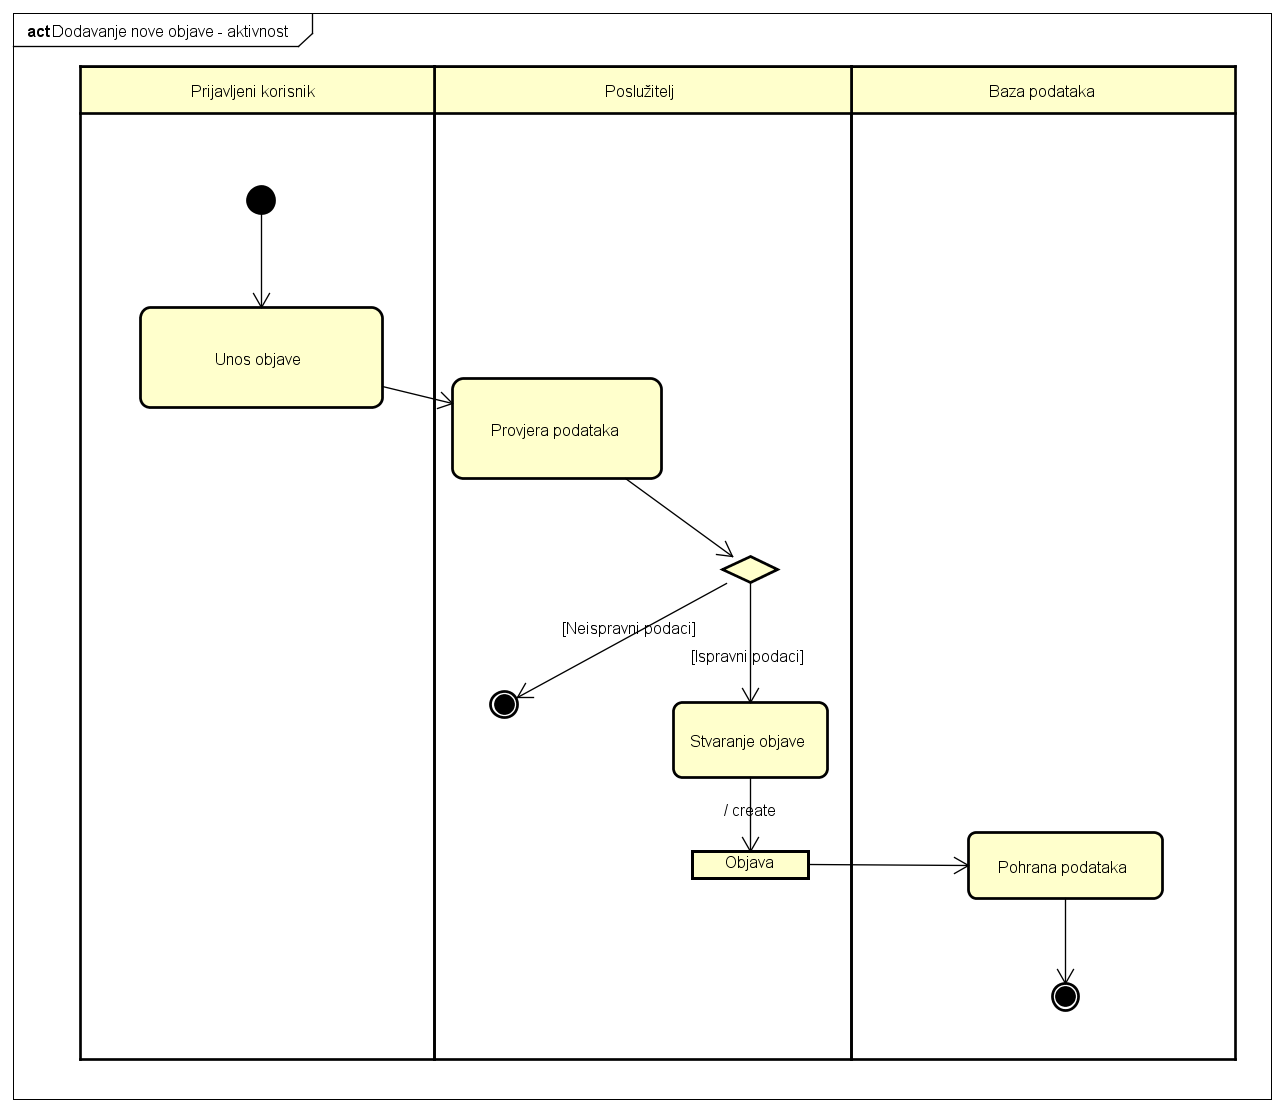 act Dodavanje nove objave - aktivnost
Prijavljeni korisnik
Poslužitelj
Baza podataka
Unos objave
Provjera podataka
[Neispravni podaci]
[Ispravni podaci]
Stvaranje objave
/ create
Objava
Pohrana podataka